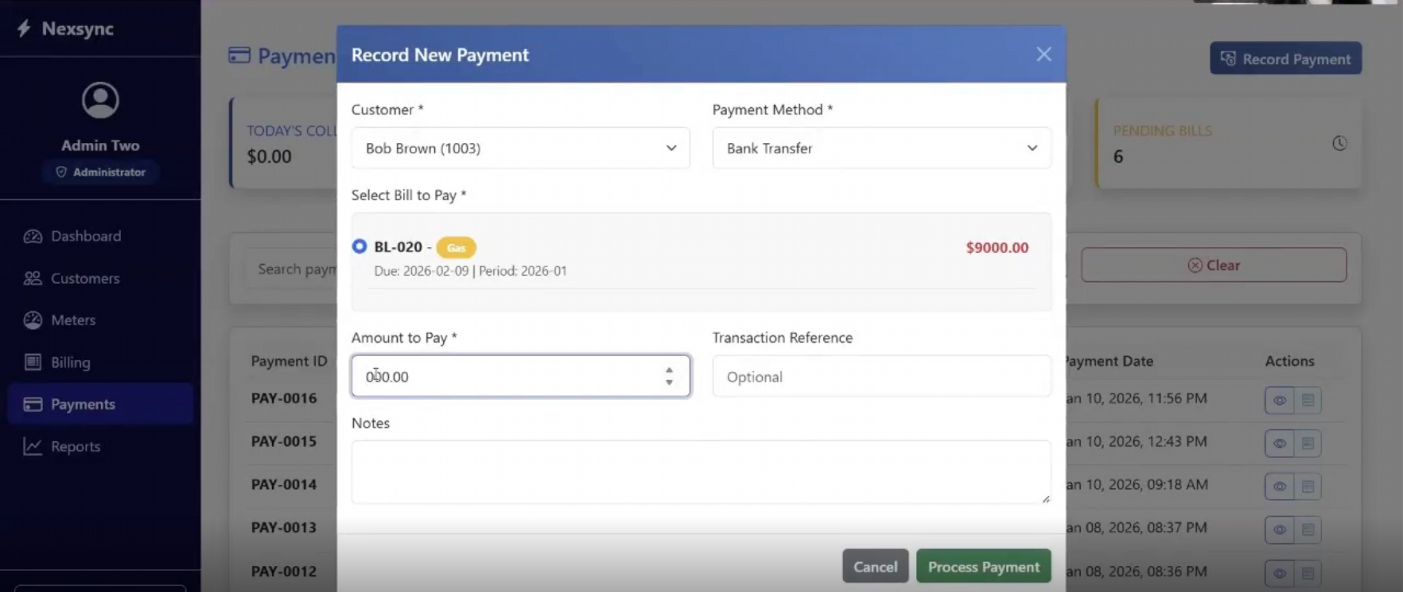 Nexsync
Admin Two
Administrator
Dashboard
Customers
Meters
Billing
Payments
Reports
Paymen
Record Payment
TODAY'S COLL
$0.00
PENDING BILLS
6
Search paym
Clear
Payment ID
Payment Date
Actions
PAY-0016
an 10, 2026, 11:56 PM
PAY-0015
an 10, 2026, 12:43 PM
PAY-0014
an 10, 2026, 09:18 AM
PAY-0013
an 08, 2026, 08:37 PM
PAY-0012
an 08, 2026, 08:36 PM
Record New Payment
Customer *
Payment Method *
Bob Brown (1003)
Bank Transfer
Select Bill to Pay *
BL-020 - Gas
$9000.00
Due: 2026-02-09 | Period: 2026-01
Amount to Pay *
Transaction Reference
000.00
Optional
Notes
Cancel
Process Payment